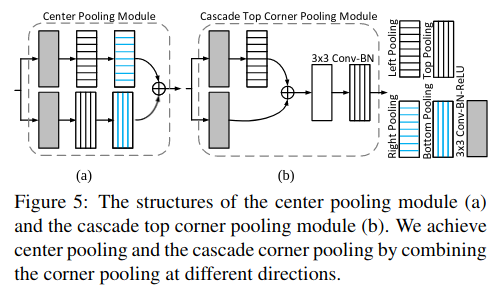 Center Pooling Module
Cascade Top Corner Pooling Module
3x3 Conv-BN
Left Pooling
Top Pooling
Right Pooling
Bottom Pooling
3x3 Conv-BN-ReLU
(a)
(b)
Figure 5: The structures of the center pooling module (a)
and the cascade top corner pooling module (b). We achieve
center pooling and the cascade corner pooling by combining
the corner pooling at different directions.